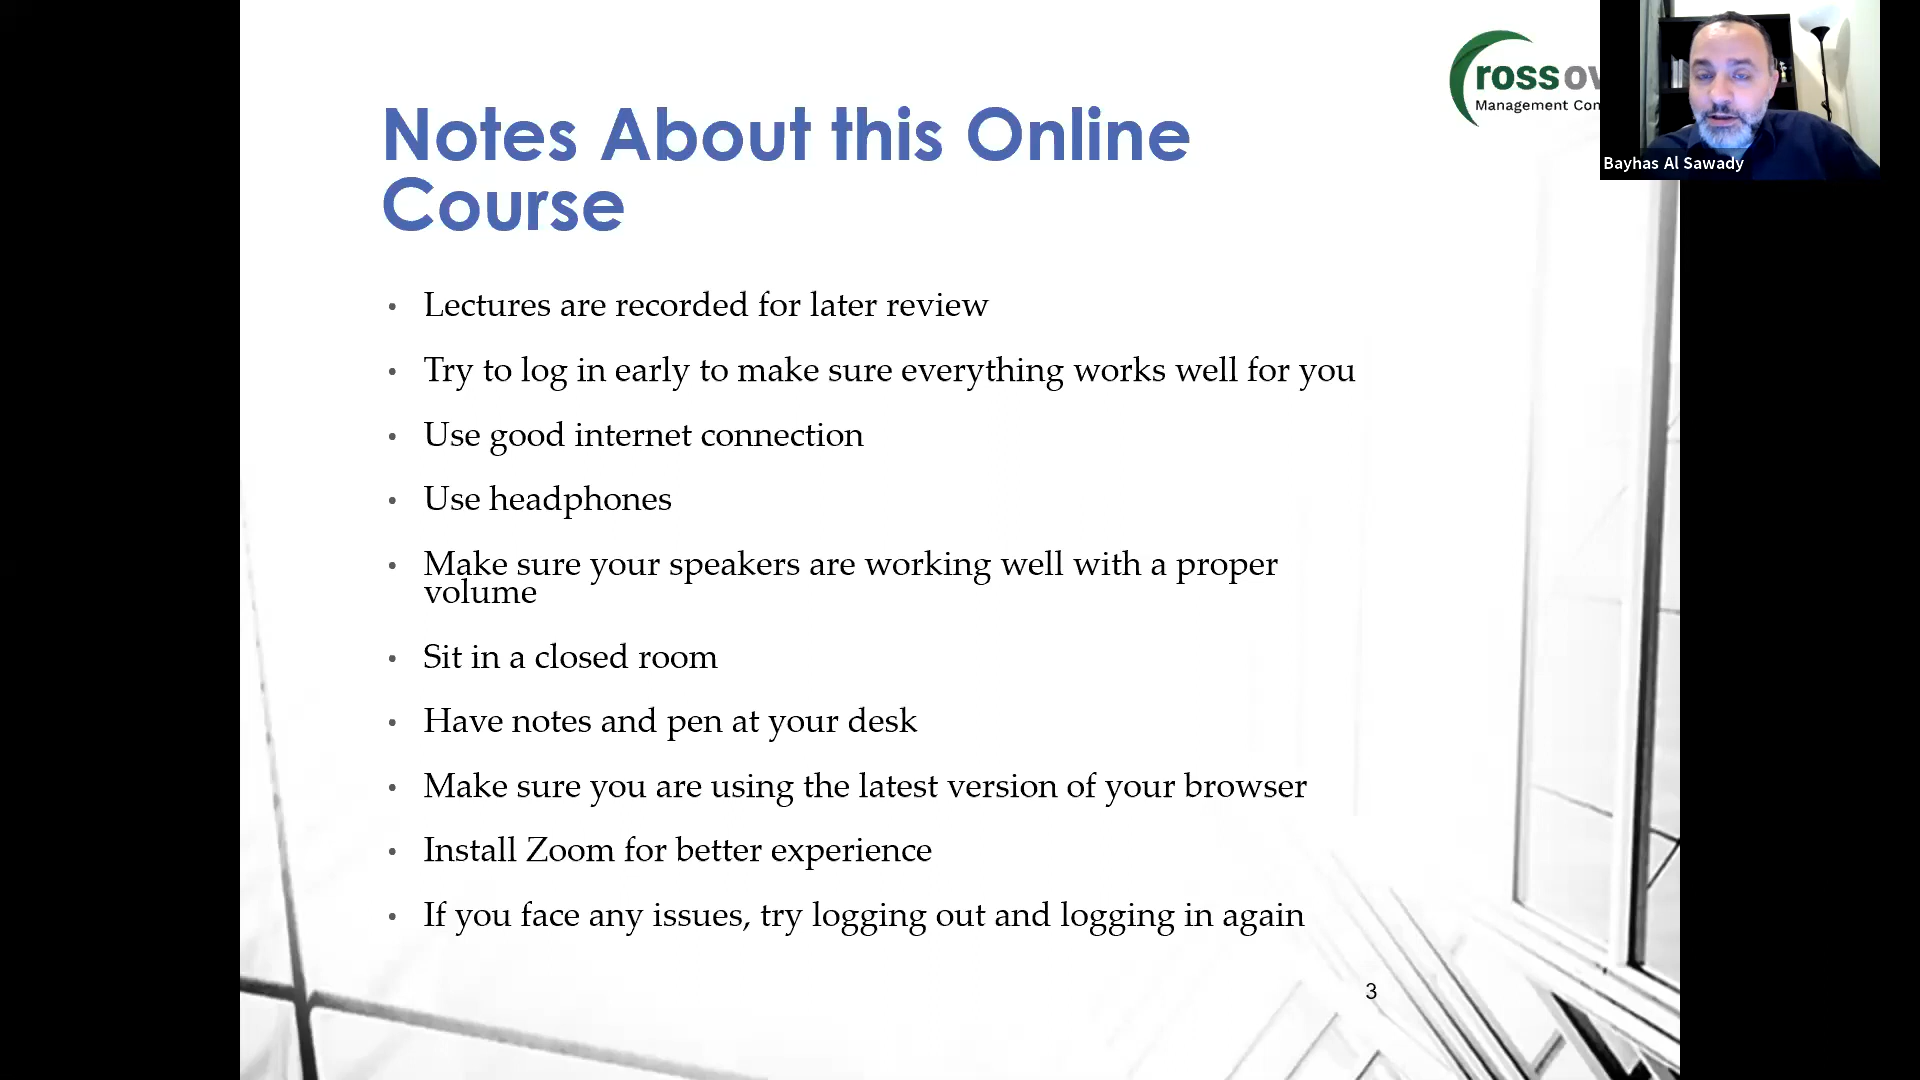 ross ov
Management Con
Bayhas Al Sawady
Notes About this Online
Course
• Lectures are recorded for later review
• Try to log in early to make sure everything works well for you
• Use good internet connection
• Use headphones
• Make sure your speakers are working well with a proper
volume
• Sit in a closed room
• Have notes and pen at your desk
• Make sure you are using the latest version of your browser
• Install Zoom for better experience
• If you face any issues, try logging out and logging in again
3